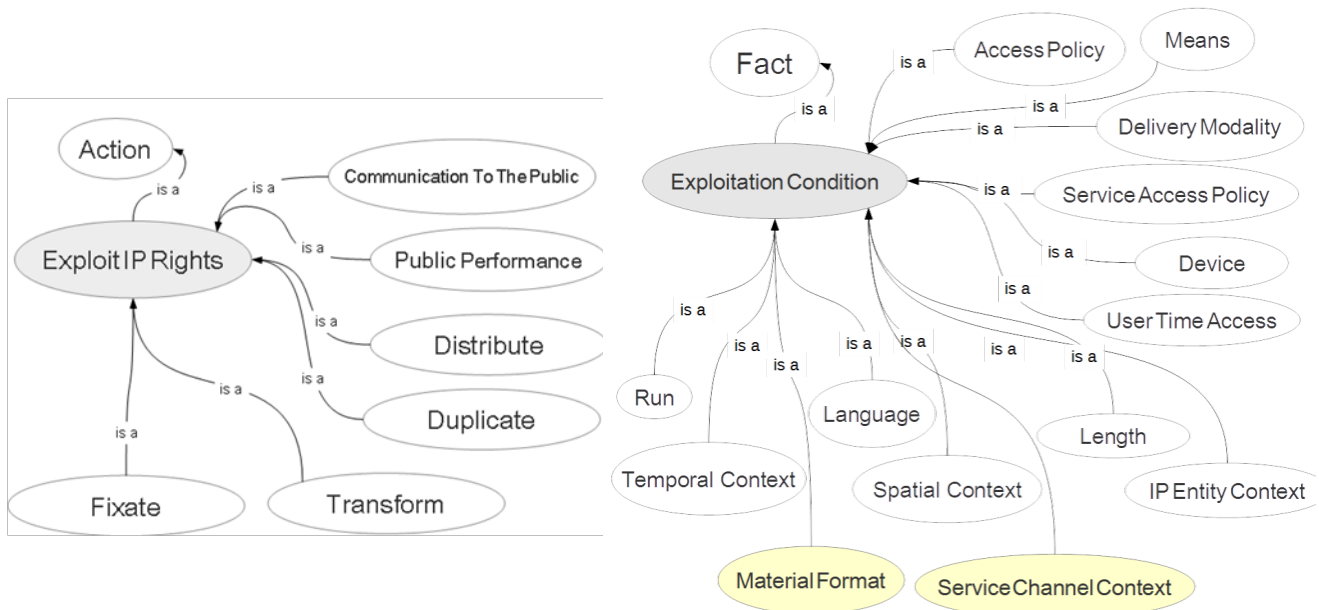 Action
is a
is a
Communication To The Public
Exploit IP Rights
is a
Public Performance
is a
Distribute
is a
Duplicate
is a
is a
Fixate
Transform
Fact
is a
is a
Access Policy
Means
is a
is a
Delivery Modality
Exploitation Condition
is a
Service Access Policy
is a
Device
is a
User Time Access
is a
is a
is a
is a
is a
is a
is a
Run
Language
Length
Temporal Context
Spatial Context
IP Entity Context
Material Format
Service Channel Context